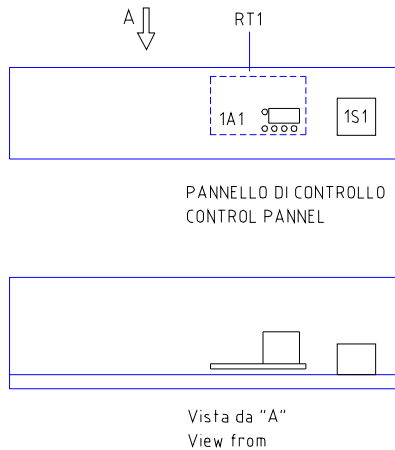 A
RT1
1A1
1S1
PANNELLO DI CONTROLLO
CONTROL PANNEL
Vista da "A"
View from